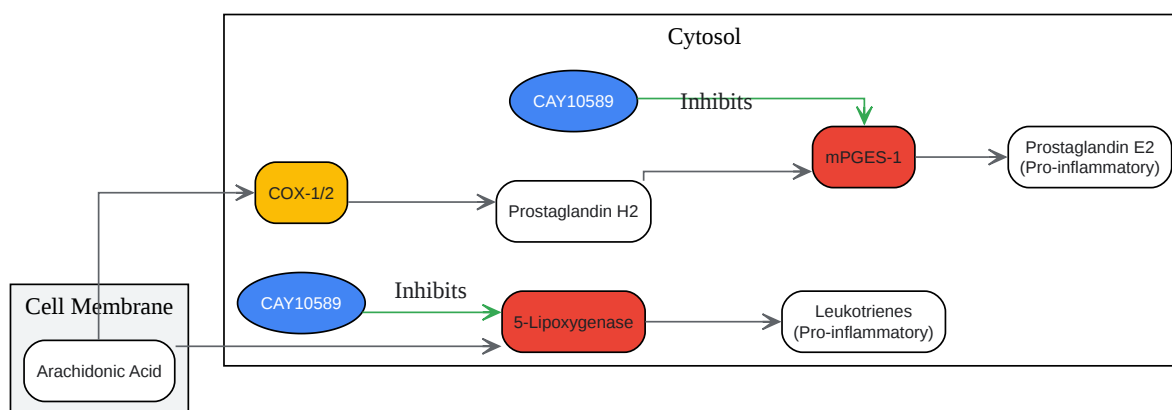 Cytosol
CAY10589
Inhibits
mPGES-1
Prostaglandin E2
(Pro-inflammatory)
COX-1/2
Prostaglandin H2
Cell Membrane
CAY10589
Inhibits
5-Lipoxygenase
Leukotrienes
(Pro-inflammatory)
Arachidonic Acid